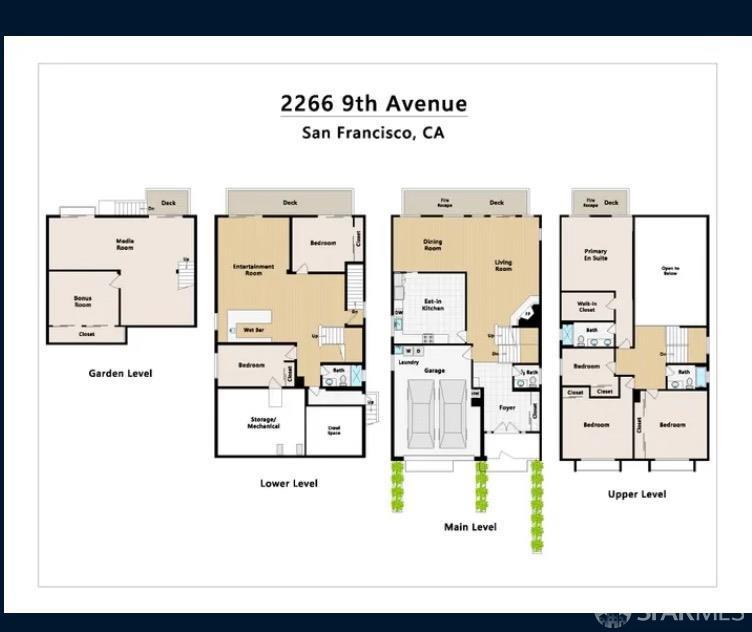 2266 9th Avenue
San Francisco, CA
Deck
Dn
Media
Room
Up
Bonus
Room
Closet
Garden Level
Deck
Bedroom
Closet
Entertainment
Room
Up
Wet Bar
Up
Bedroom
Closet
Bath
Storage/
Mechanical
Crawl
Space
Up
Lower Level
Fire
Escape
Deck
Dining
Room
Living
Room
Eat-in
Kitchen
DW
FP
Up
Dn
W D
Laundry
Garage
½ Bath
Foyer
Closet
Main Level
Fire
Escape
Deck
Primary
En Suite
Open to
Below
Walk-in
Closet
Bath
Dn
Bedroom
Bath
Closet
Closet
Closet
Bedroom
Bedroom
Upper Level
SFARMLS